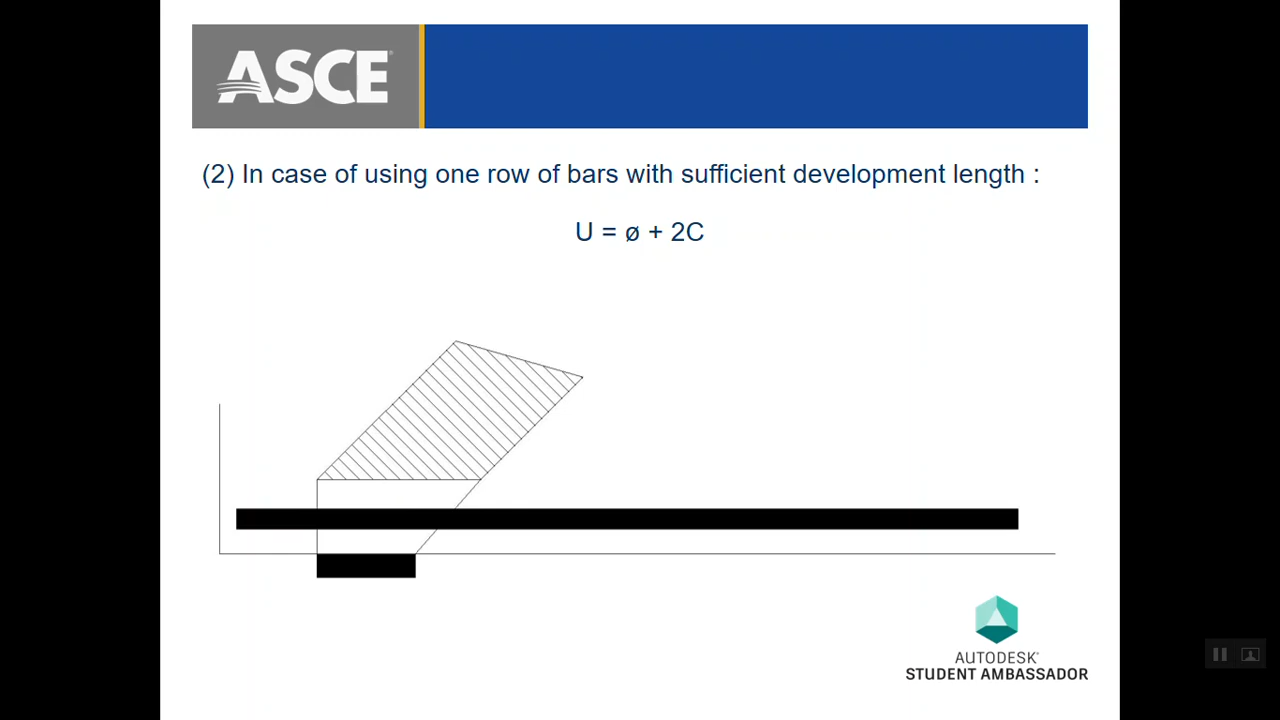 ASCE
(2) In case of using one row of bars with sufficient development length :
U = ø + 2C
AUTODESK®
STUDENT AMBASSADOR